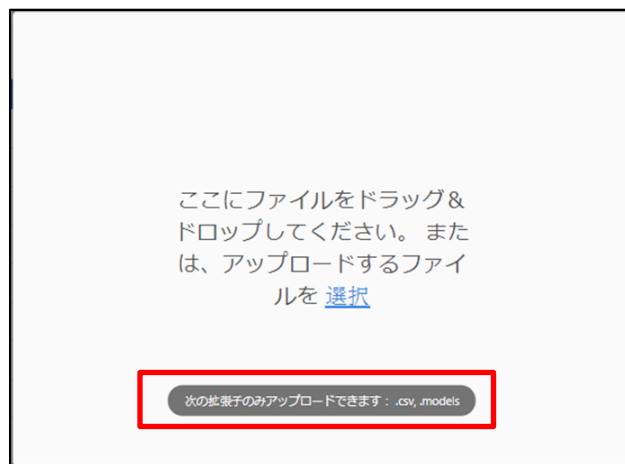 ここにファイルをドラッグ＆
ドロップしてください。 また
は、アップロードするファイ
ルを 選択
次の拡張子のみアップロードできます： .csv, .models